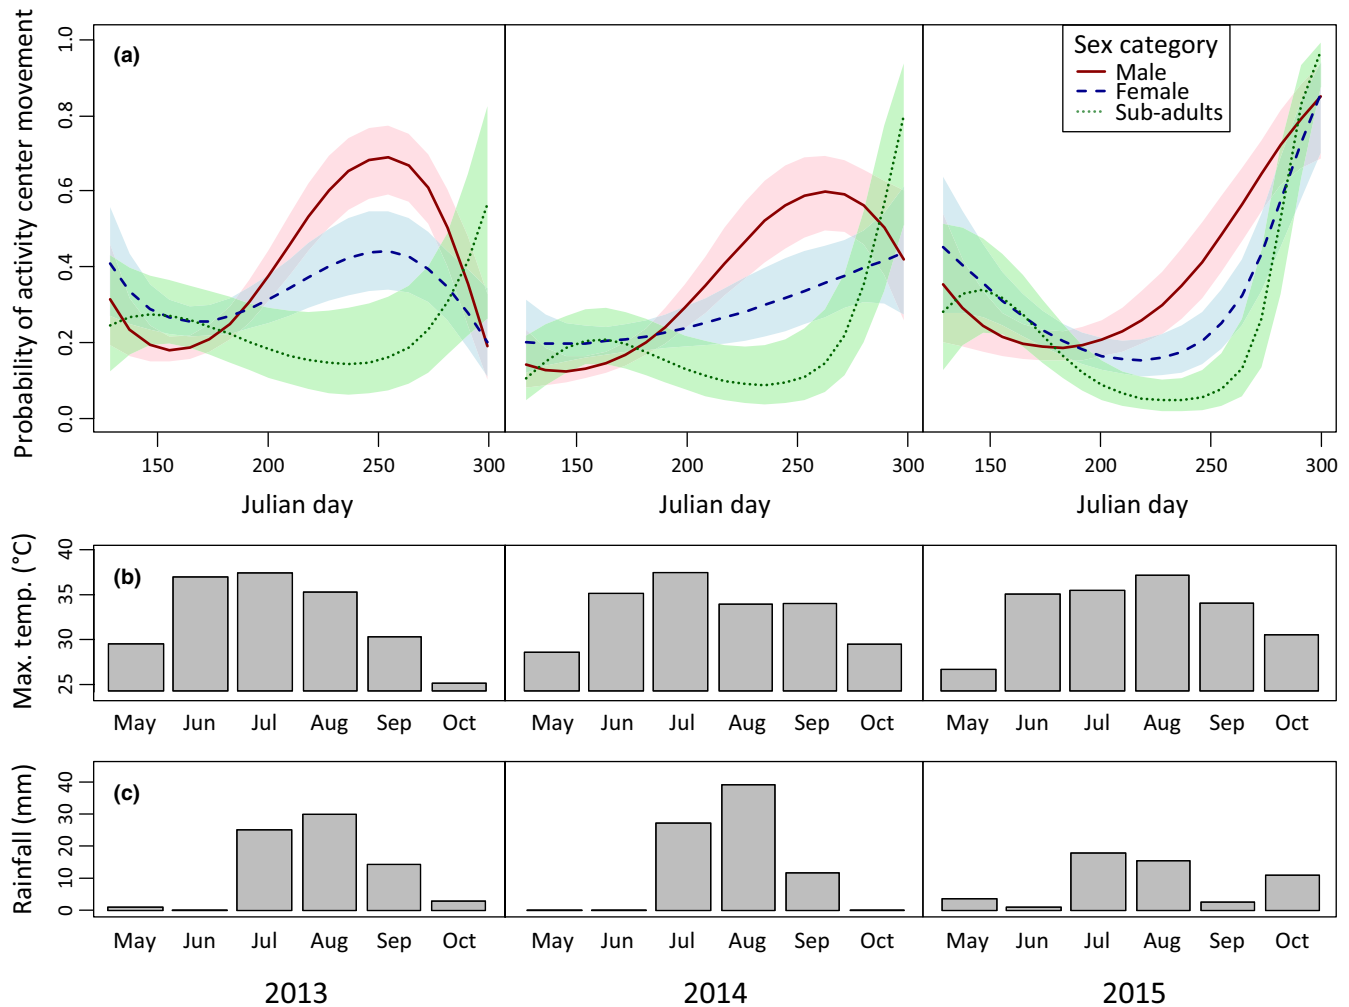 Probability of activity center movement
1.0
0.8
0.6
0.4
0.2
0.0
(a)
Sex category
Male
Female
Sub-adults
150 200 250 300 150 200 250 300 150 200 250 300
Julian day Julian day Julian day
Max. temp. (°C)
40
35
30
25
(b)
May Jun Jul Aug Sep Oct May Jun Jul Aug Sep Oct May Jun Jul Aug Sep Oct
Rainfall (mm)
40
30
20
10
0
(c)
May Jun Jul Aug Sep Oct May Jun Jul Aug Sep Oct May Jun Jul Aug Sep Oct
2013 2014 2015